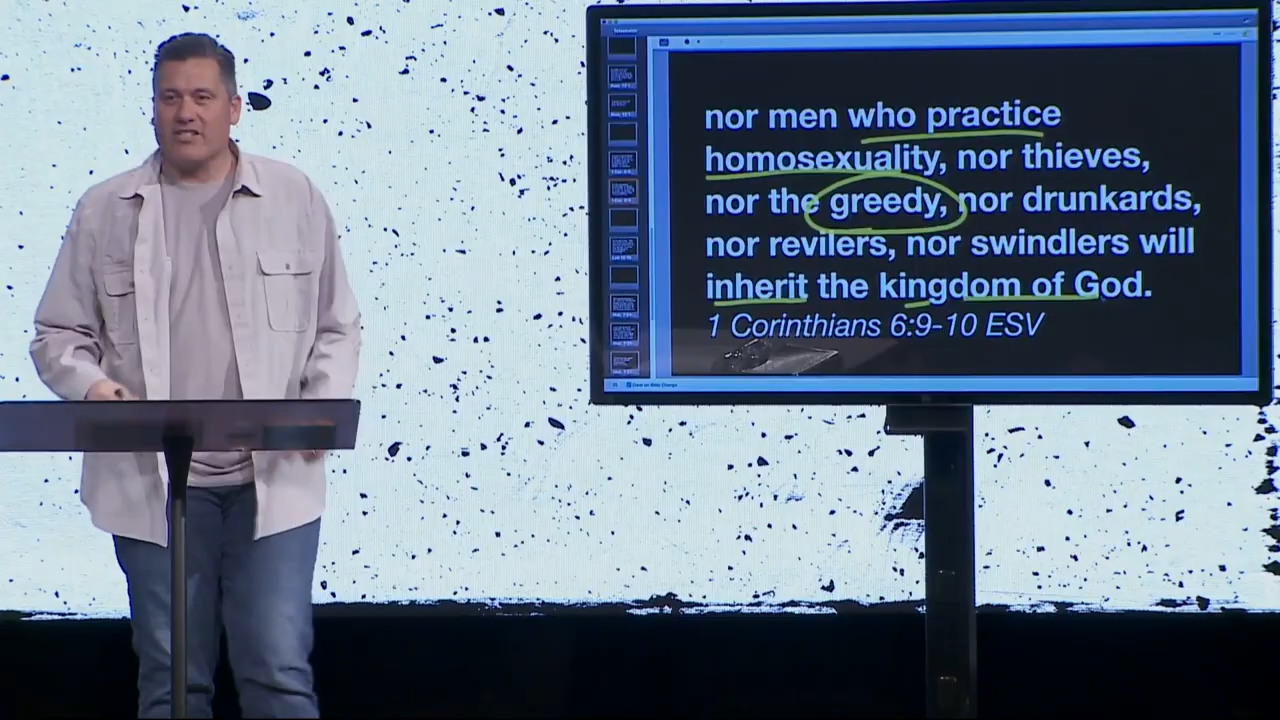 nor men who practice
homosexuality, nor thieves,
nor the greedy, nor drunkards,
nor revilers, nor swindlers will
inherit the kingdom of God.
1 Corinthians 6:9-10 ESV